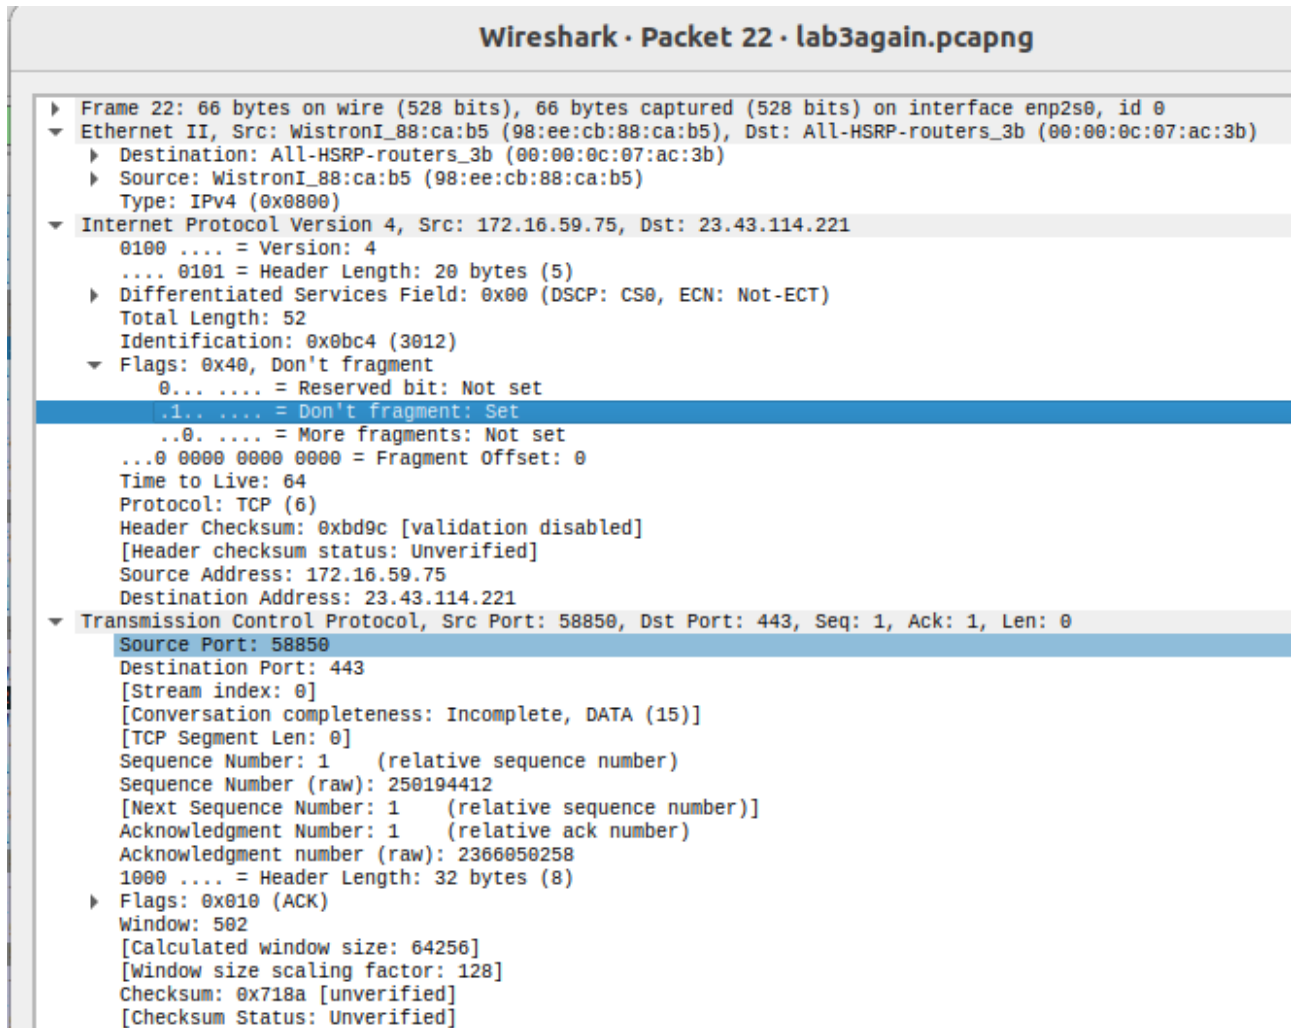 Wireshark · Packet 22 · lab3again.pcapng
Frame 22: 66 bytes on wire (528 bits), 66 bytes captured (528 bits) on interface enp2s0, id 0
Ethernet II, Src: WistronI_88:ca:b5 (98:ee:cb:88:ca:b5), Dst: All-HSRP-routers_3b (00:00:0c:07:ac:3b)
Destination: All-HSRP-routers_3b (00:00:0c:07:ac:3b)
Source: WistronI_88:ca:b5 (98:ee:cb:88:ca:b5)
Type: IPv4 (0x0800)
Internet Protocol Version 4, Src: 172.16.59.75, Dst: 23.43.114.221
0100 .... = Version: 4
.... 0101 = Header Length: 20 bytes (5)
Differentiated Services Field: 0x00 (DSCP: CS0, ECN: Not-ECT)
Total Length: 52
Identification: 0x0bc4 (3012)
Flags: 0x40, Don't fragment
0... .... = Reserved bit: Not set
.1.. .... = Don't fragment: Set
..0. .... = More fragments: Not set
...0 0000 0000 0000 = Fragment Offset: 0
Time to Live: 64
Protocol: TCP (6)
Header Checksum: 0xbd9c [validation disabled]
[Header checksum status: Unverified]
Source Address: 172.16.59.75
Destination Address: 23.43.114.221
Transmission Control Protocol, Src Port: 58850, Dst Port: 443, Seq: 1, Ack: 1, Len: 0
Source Port: 58850
Destination Port: 443
[Stream index: 0]
[Conversation completeness: Incomplete, DATA (15)]
[TCP Segment Len: 0]
Sequence Number: 1    (relative sequence number)
Sequence Number (raw): 250194412
[Next Sequence Number: 1    (relative sequence number)]
Acknowledgment Number: 1    (relative ack number)
Acknowledgment number (raw): 2366050258
1000 .... = Header Length: 32 bytes (8)
Flags: 0x010 (ACK)
Window: 502
[Calculated window size: 64256]
[Window size scaling factor: 128]
Checksum: 0x718a [unverified]
[Checksum Status: Unverified]